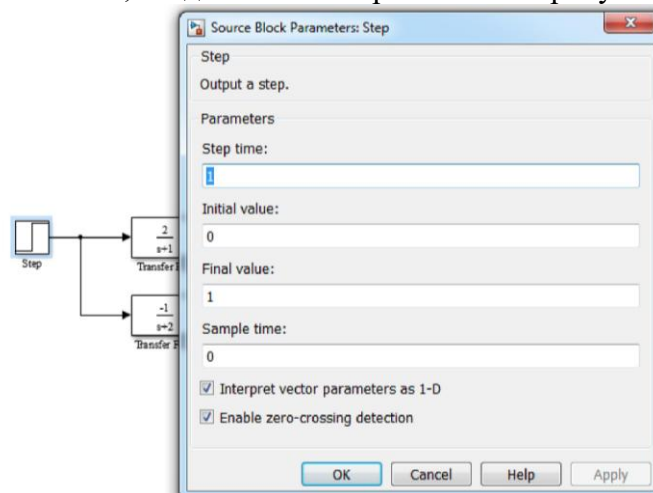 Source Block Parameters: Step
Step
Output a step.
Parameters
Step time:
1
Initial value:
0
Final value:
1
Sample time:
0
Interpret vector parameters as 1-D
Enable zero-crossing detection
OK Cancel Help Apply
Step
2
s+1
Transfer
-1
s+2
Transfer